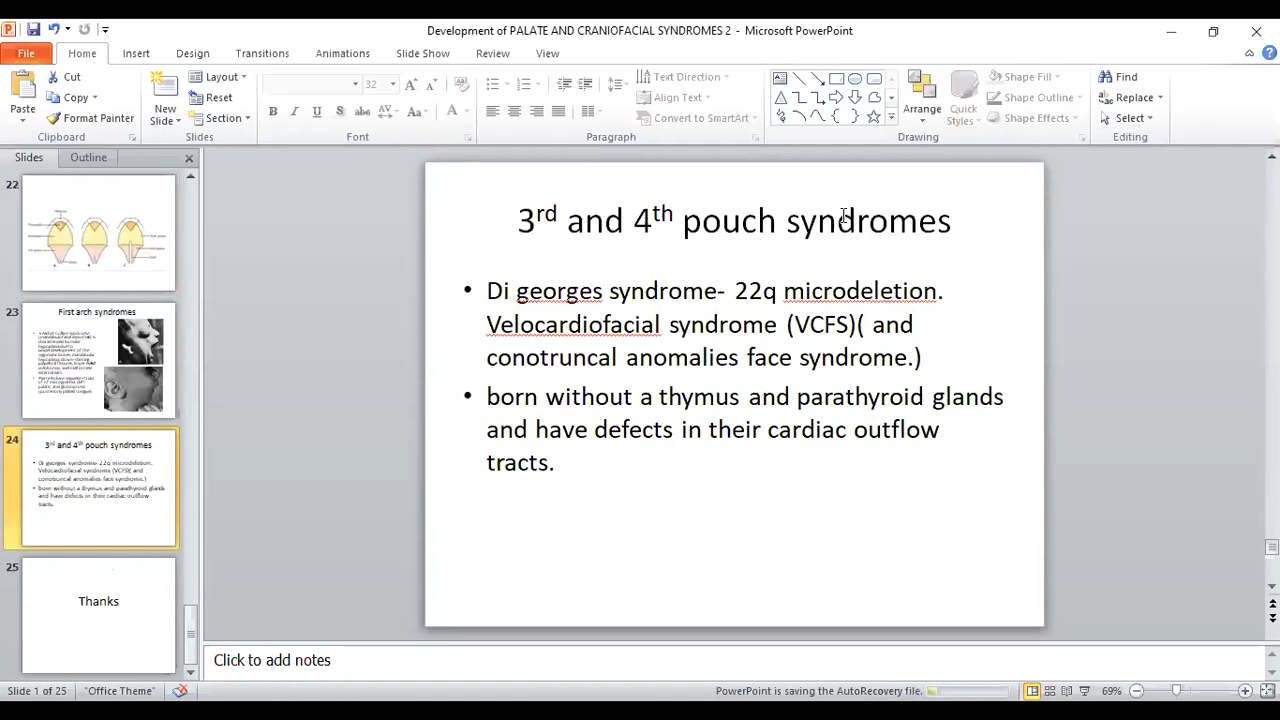 Development of PALATE AND CRANIOFACIAL SYNDROMES 2 - Microsoft PowerPoint
File Home Insert Design Transitions Animations Slide Show Review View
Paste
Cut
Copy
Format Painter
Clipboard
New Slide
Layout
Reset
Section
Slides
32
B I U S abc AV Aa A
Font
Paragraph
Text Direction
Align Text
Convert to SmartArt
Arrange
Quick Styles
Drawing
Shape Fill
Shape Outline
Shape Effects
Find
Replace
Select
Editing
Slides Outline
22
23
First arch syndromes
24
3rd and 4th pouch syndromes
Di georges syndrome- 22q microdeletion.
Velocardiofacial syndrome (VCFS)( and
conotruncal anomalies face syndrome.)
born without a thymus and parathyroid glands
and have defects in their cardiac outflow
tracts.
25
Thanks
3rd and 4th pouch syndromes
• Di georges syndrome- 22q microdeletion.
Velocardiofacial syndrome (VCFS)( and
conotruncal anomalies face syndrome.)
• born without a thymus and parathyroid glands
and have defects in their cardiac outflow
tracts.
Click to add notes
Slide 1 of 25 "Office Theme" PowerPoint is saving the AutoRecovery file. 69%